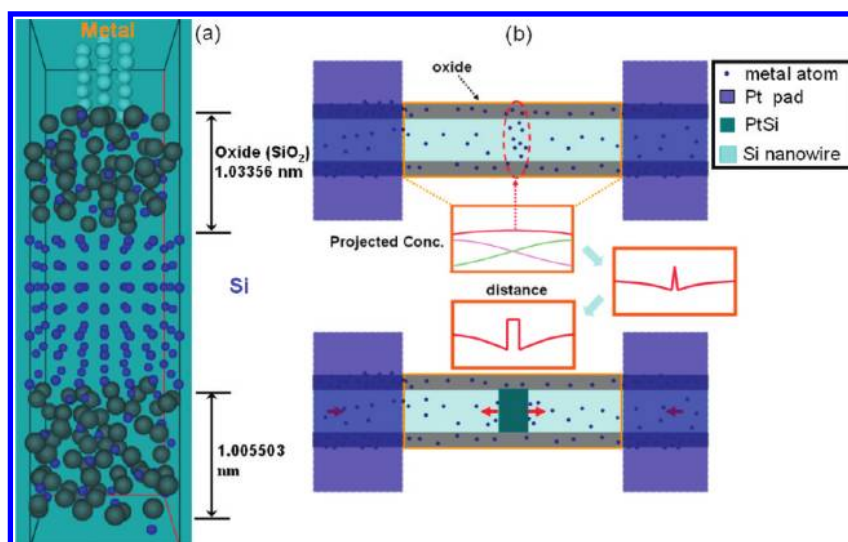 Metal
(a)
Oxide (SiO₂)
1.03356 nm
Si
1.005503
nm
(b)
oxide
metal atom
Pt pad
PtSi
Si nanowire
Projected Conc.
distance